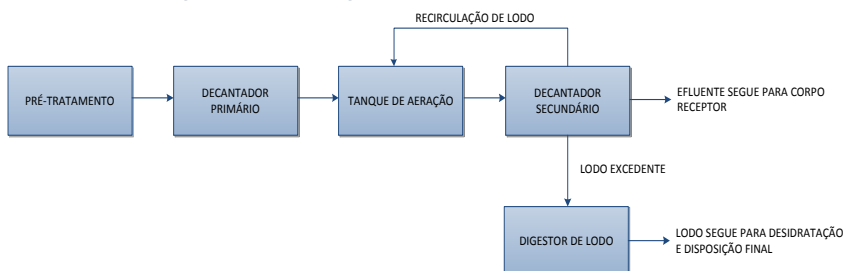 RECIRCULAÇÃO DE LODO
PRÉ-TRATAMENTO
DECANTADOR
PRIMÁRIO
TANQUE DE AERAÇÃO
DECANTADOR
SECUNDÁRIO
EFLUENTE SEGUE PARA CORPO
RECEPTOR
LODO EXCEDENTE
DIGESTOR DE LODO
LODO SEGUE PARA DESIDRATAÇÃO
E DISPOSIÇÃO FINAL